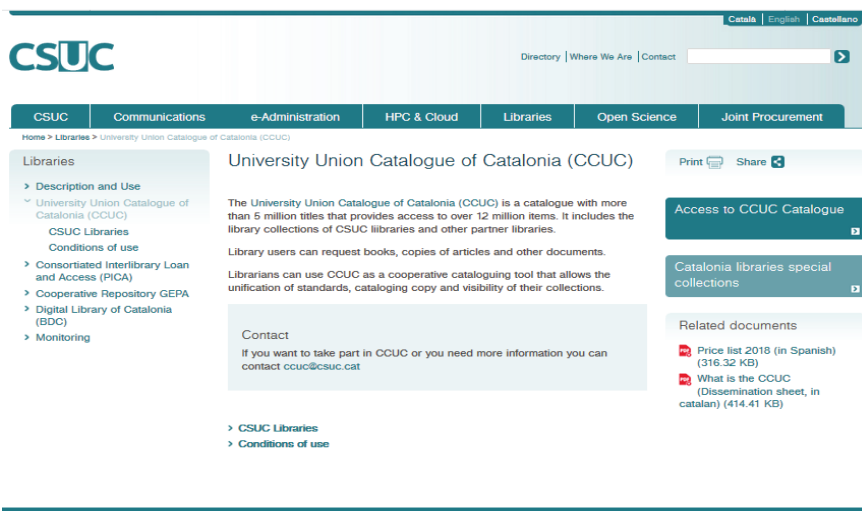 Català | English | Castellano
CSUC
Directory | Where We Are | Contact
CSUC Communications e-Administration HPC & Cloud Libraries Open Science Joint Procurement
Home > Libraries > University Union Catalogue of Catalonia (CCUC)
Libraries
Description and Use
University Union Catalogue of
Catalonia (CCUC)
CSUC Libraries
Conditions of use
Consortiated Interlibrary Loan
and Access (PICA)
Cooperative Repository GEPA
Digital Library of Catalonia
(BDC)
Monitoring
University Union Catalogue of Catalonia (CCUC)
The University Union Catalogue of Catalonia (CCUC) is a catalogue with more
than 5 million titles that provides access to over 12 million items. It includes the
library collections of CSUC liibraries and other partner libraries.
Library users can request books, copies of articles and other documents.
Librarians can use CCUC as a cooperative cataloguing tool that allows the
unification of standards, cataloging copy and visibility of their collections.
Contact
If you want to take part in CCUC or you need more information you can
contact ccuc@csuc.cat
> CSUC Libraries
> Conditions of use
Print Share
Access to CCUC Catalogue
Catalonia libraries special
collections
Related documents
Price list 2018 (in Spanish)
(316.32 KB)
What is the CCUC
(Dissemination sheet, in
catalan) (414.41 KB)